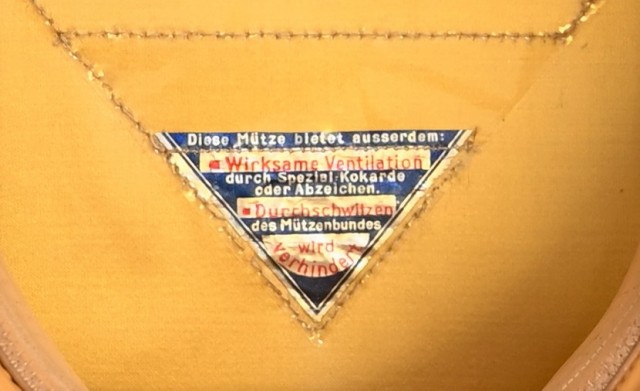 Diese Mütze bietet ausserdem:
Wirksame Ventilation
durch Spezial-Kokarde
oder Abzeichen.
Durchschwitzen
des Mützenbundes
wird
verhindert